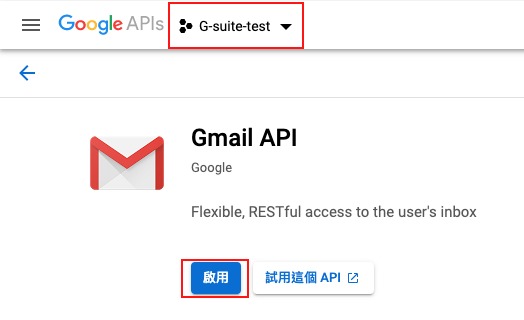 Google APIs G-suite-test
Gmail API
Google
Flexible, RESTful access to the user's inbox
啟用 試用這個 API